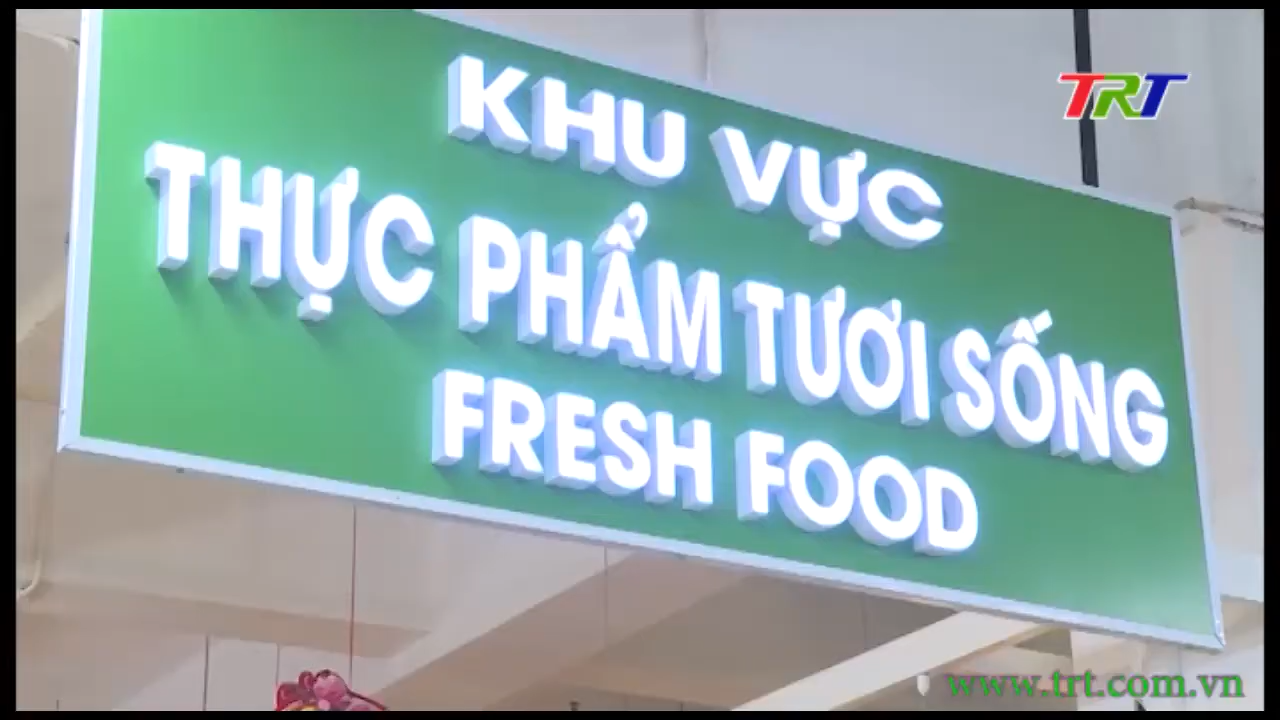 TRT
KHU VỰC
THỰC PHẨM TƯƠI SỐNG
FRESH FOOD
www.trt.com.vn